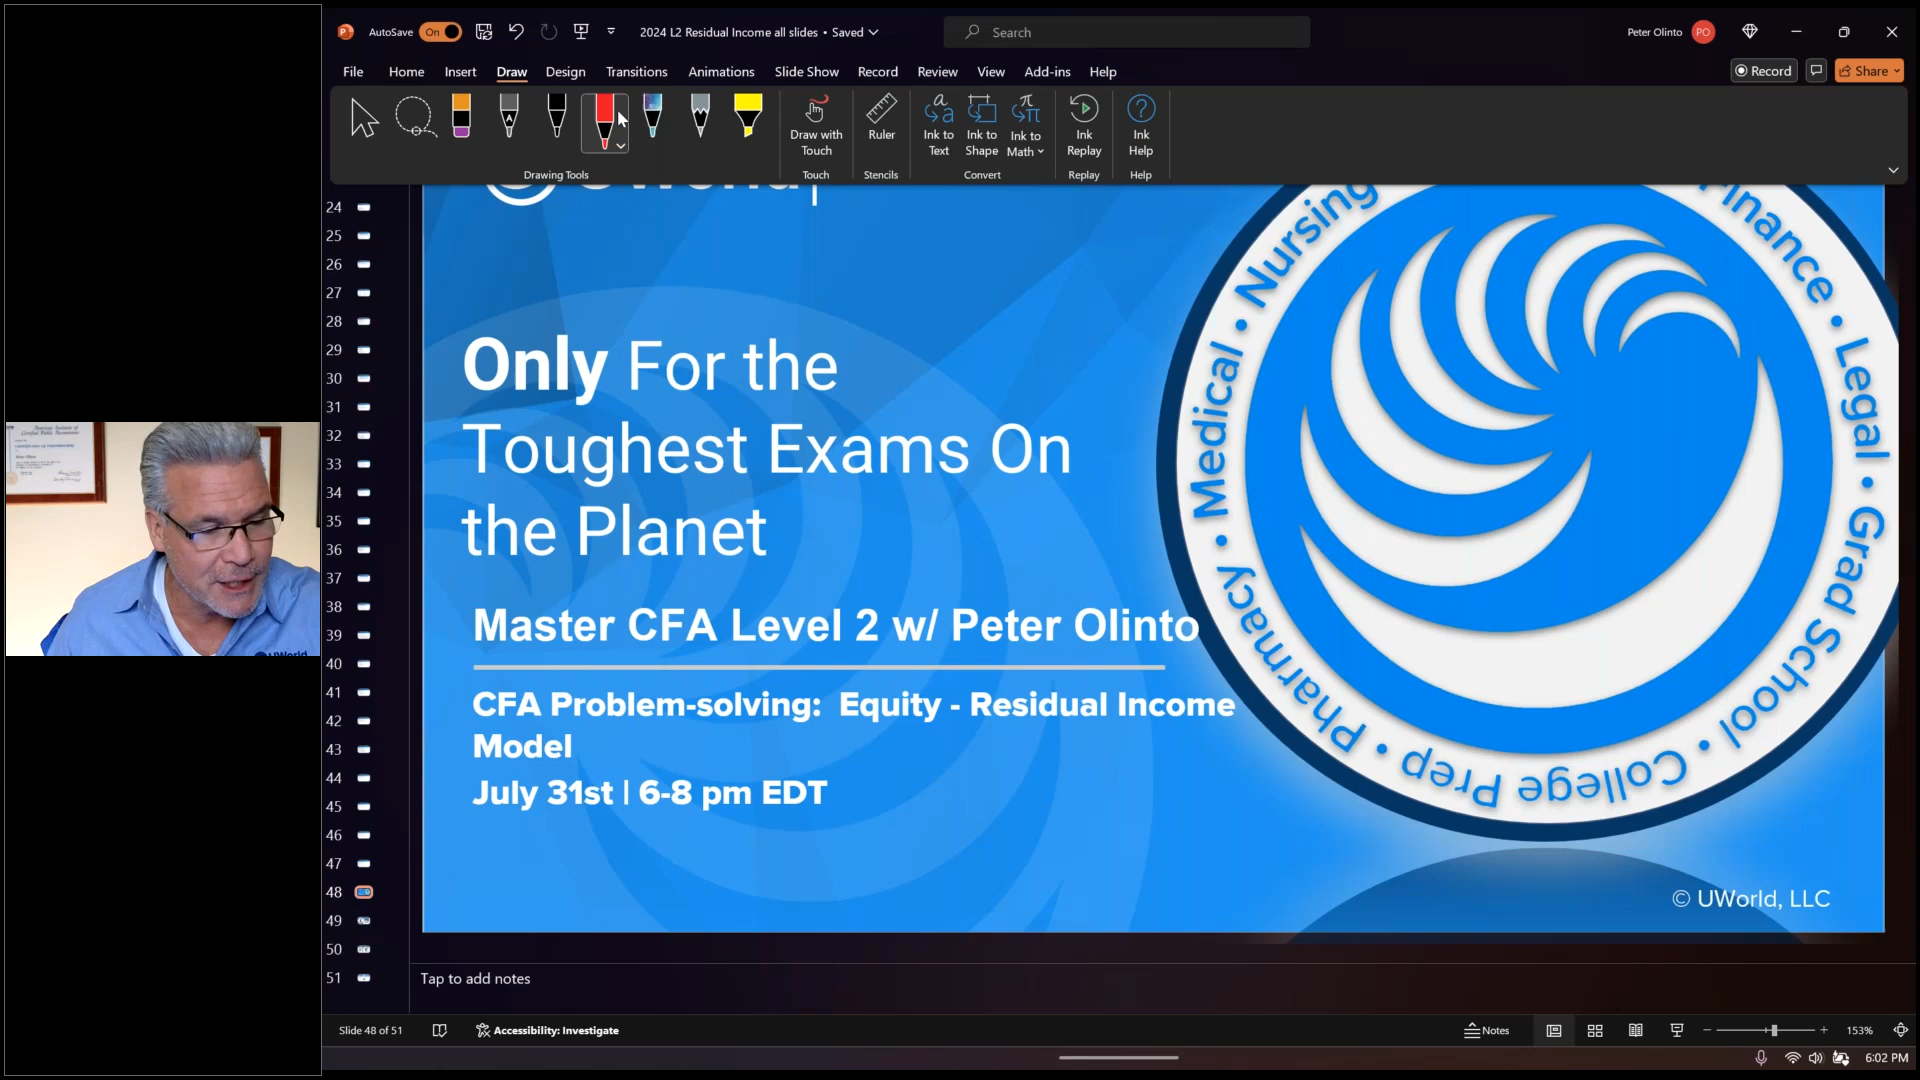 AutoSave On 2024 L2 Residual Income all slides • Saved Search Peter Olinto PO
File Home Insert Draw Design Transitions Animations Slide Show Record Review View Add-ins Help Record Share
Draw with Touch
Ruler
Ink to Text
Ink to Shape
Ink to Math
Ink Replay
Ink Help
Drawing Tools Touch Stencils Convert Replay Help
24
25
26
27
28
29
30
31
32
33
34
35
36
37
38
39
40
41
42
43
44
45
46
47
48
49
50
51
Only For the
Toughest Exams On
the Planet
Master CFA Level 2 w/ Peter Olinto
CFA Problem-solving: Equity - Residual Income
Model
July 31st | 6-8 pm EDT
Medical • Nursing
Finance • Legal • Grad School • College Prep • Pharmacy •
© UWorld, LLC
UWorld
Tap to add notes
Slide 48 of 51 Accessibility: Investigate Notes 153%
6:02 PM